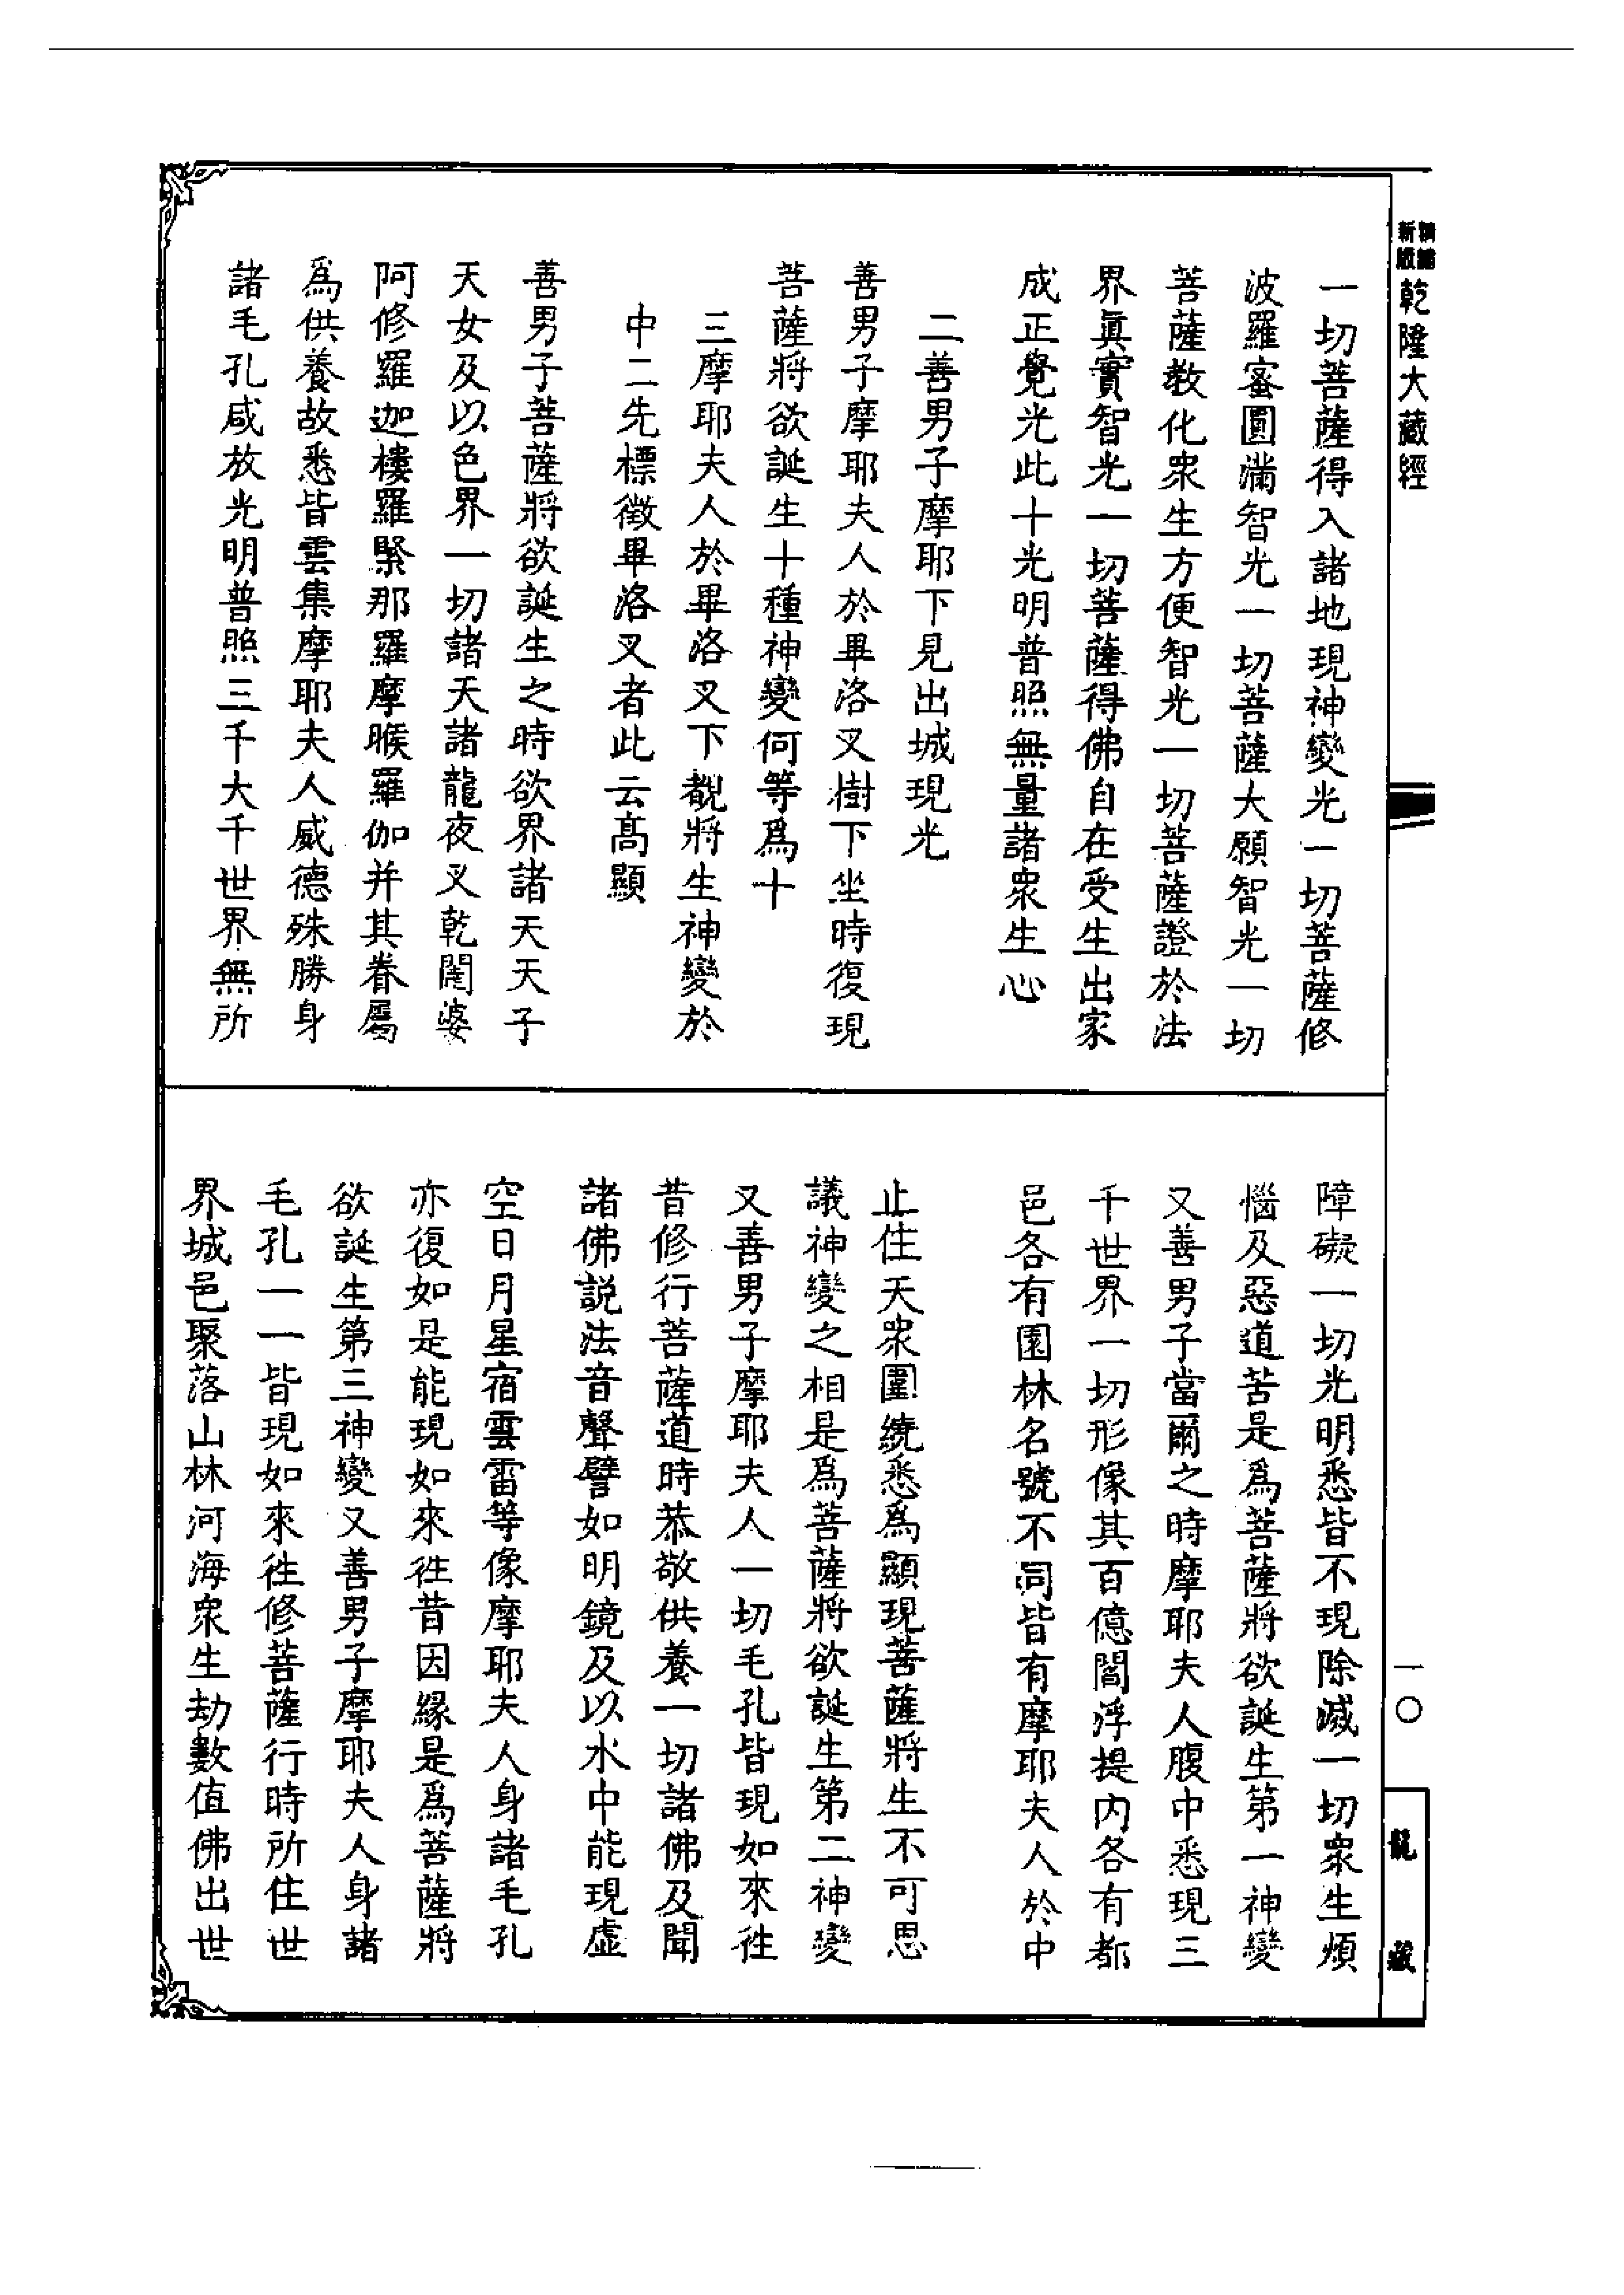 新版 精縮 乾隆大藏經
一切菩薩得入諸地現神變光一切菩薩修
波羅蜜圓滿智光一切菩薩大願智光一切
菩薩教化衆生方便智光一切菩薩證於法
界眞實智光一切菩薩得佛自在受生出家
成正覺光此十光明普照無量諸衆生心
二善男子摩耶下見出城現光
善男子摩耶夫人於畢洛叉樹下坐時復現
菩薩將欲誕生十種神變何等爲十
三摩耶夫人於畢洛叉下覩將生神變於
中二先標徵畢洛叉者此云高顯
善男子菩薩將欲誕生之時欲界諸天天子
天女及以色界一切諸天諸龍夜叉乾闥婆
阿修羅迦樓羅緊那羅摩睺羅伽并其眷屬
爲供養故悉皆雲集摩耶夫人威德殊勝身
諸毛孔咸放光明普照三千大千世界無所
障礙一切光明悉皆不現除滅一切衆生煩
惱及惡道苦是爲菩薩將欲誕生第一神變
又善男子當爾之時摩耶夫人腹中悉現三
千世界一切形像其百億閻浮提內各有都
邑各有園林名號不同皆有摩耶夫人於中
止住天衆圍繞悉爲顯現菩薩將生不可思
議神變之相是爲菩薩將欲誕生第二神變
又善男子摩耶夫人一切毛孔皆現如來徃
昔修行菩薩道時恭敬供養一切諸佛及聞
諸佛説法音聲譬如明鏡及以水中能現虛
空日月星宿雲雷等像摩耶夫人身諸毛孔
亦復如是能現如來徃昔因緣是爲菩薩將
欲誕生第三神變又善男子摩耶夫人身諸
毛孔一一皆現如來徃修菩薩行時所住世
界城邑聚落山林河海衆生劫數值佛出世
一〇
龍藏